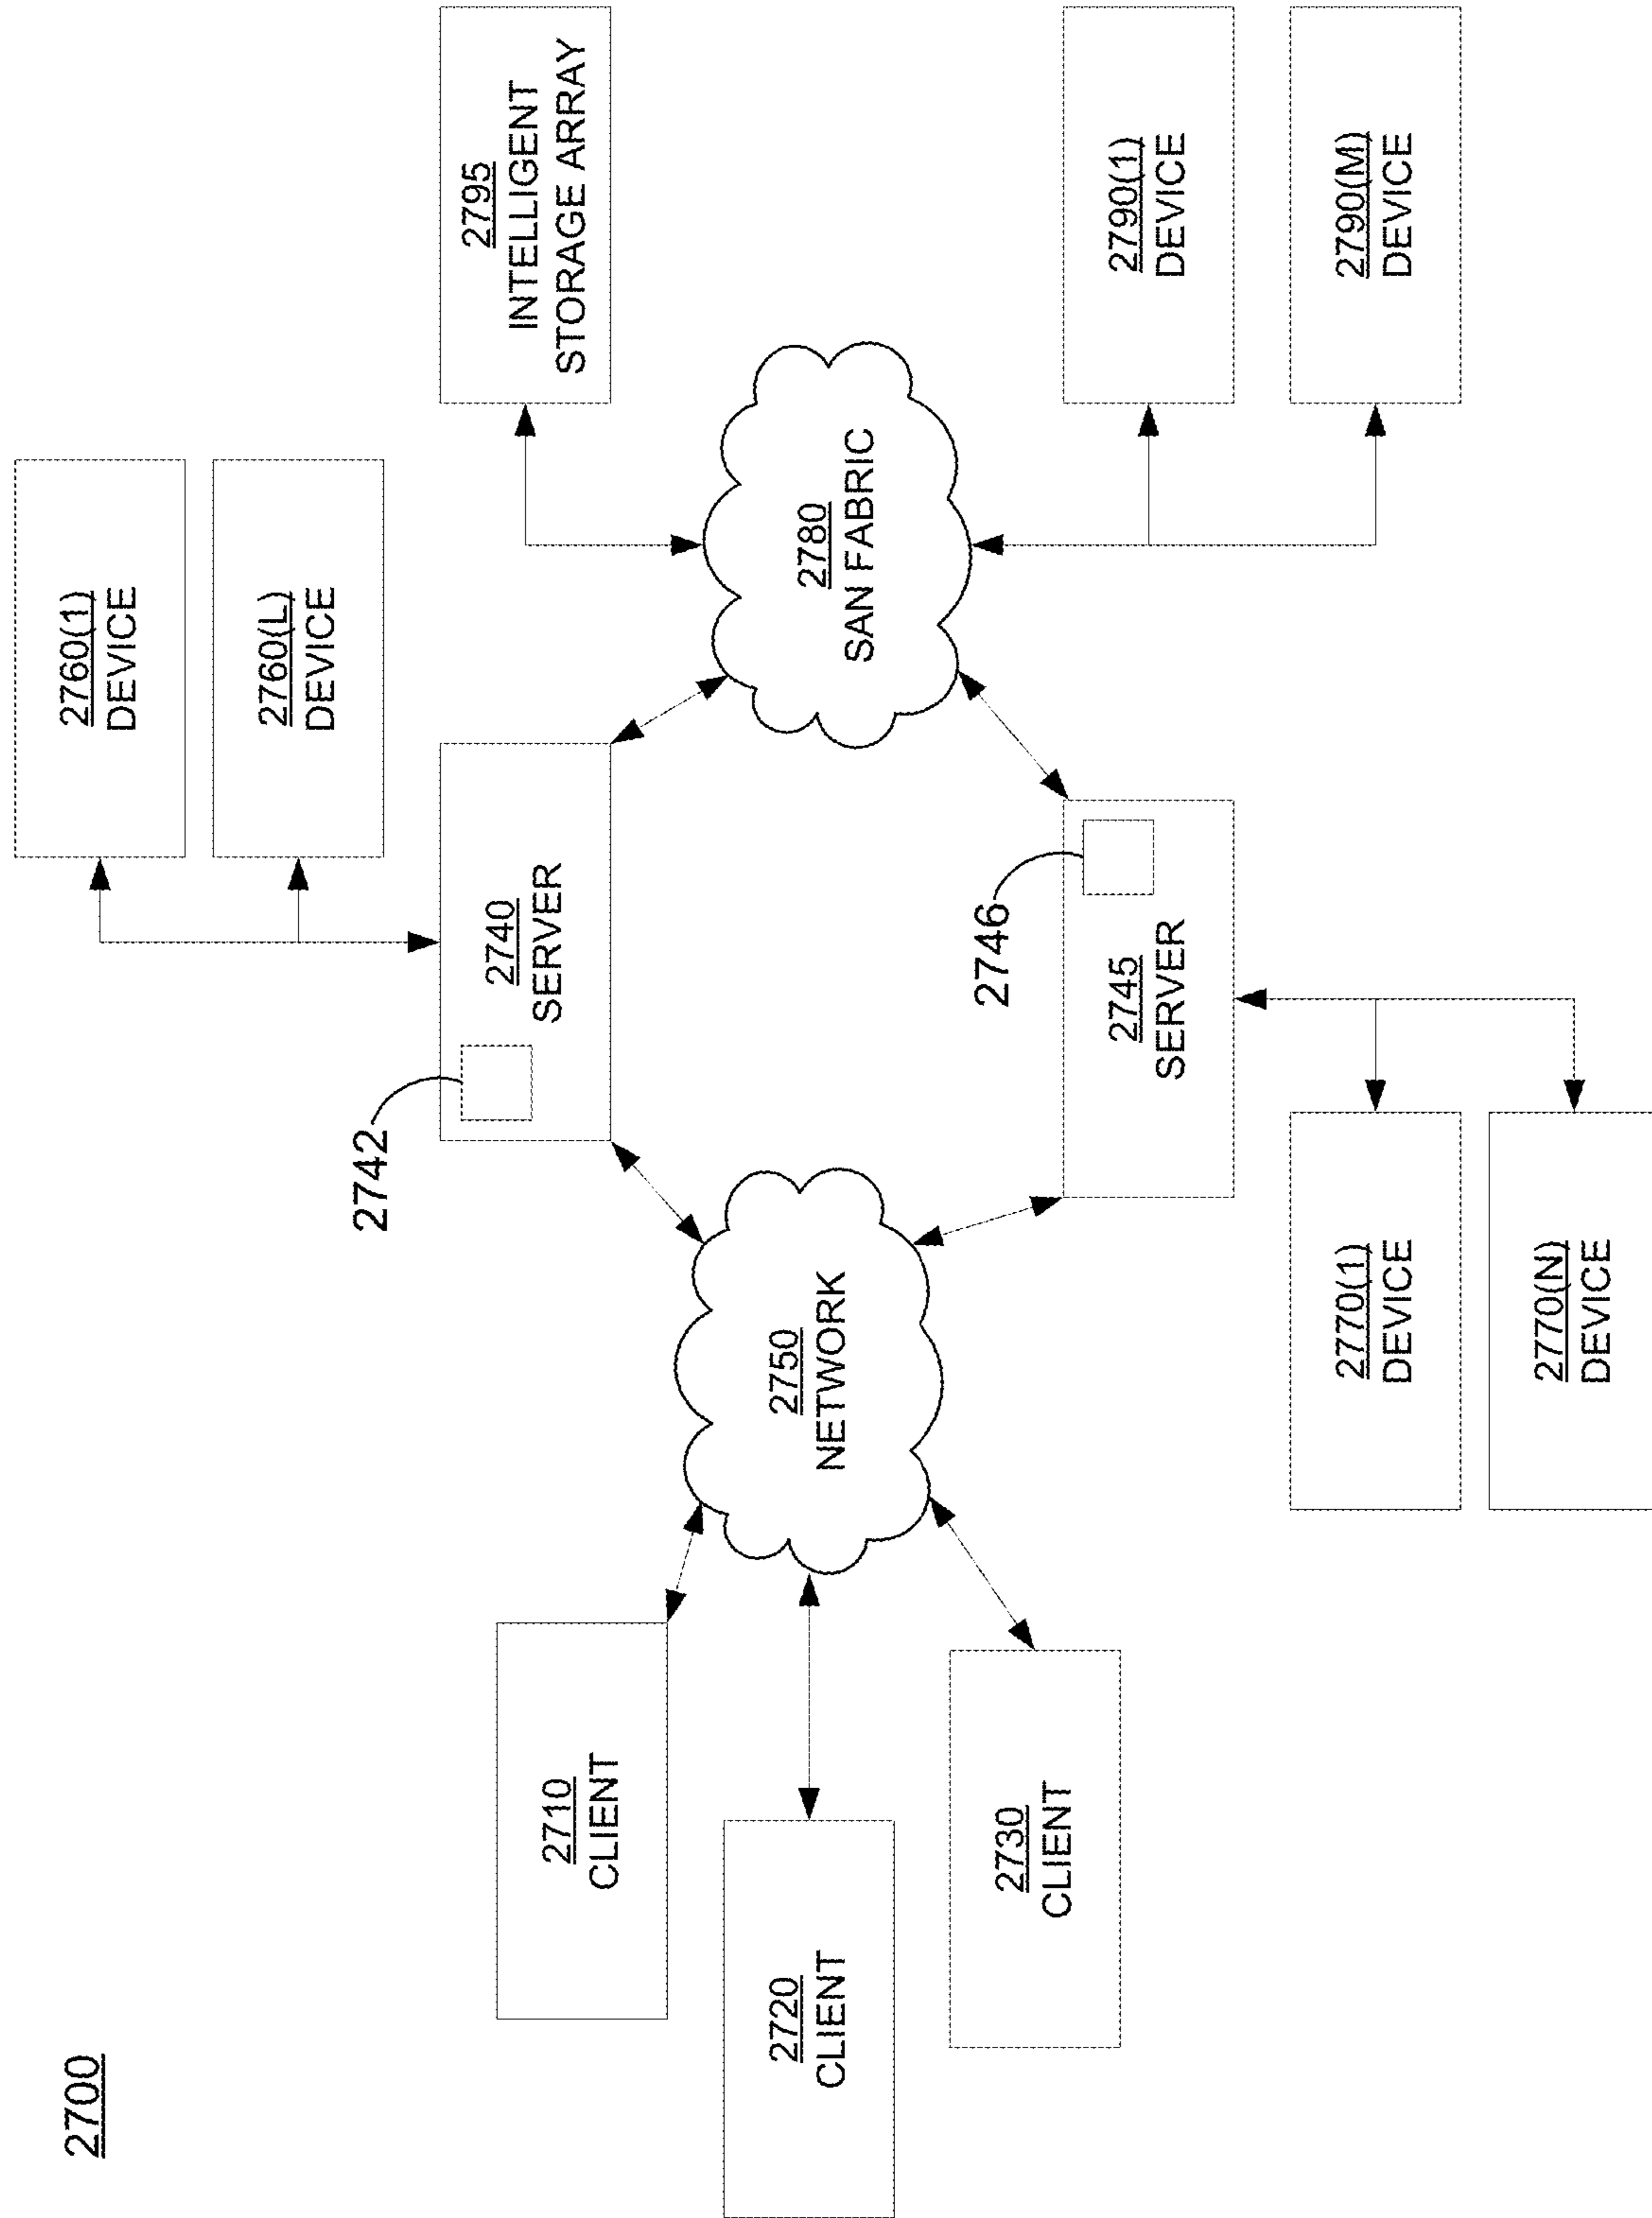 2700
2760(1)
DEVICE
2760(L)
DEVICE
2742
2740
SERVER
2795
INTELLIGENT
STORAGE ARRAY
2710
CLIENT
2720
CLIENT
2730
CLIENT
2750
NETWORK
2780
SAN FABRIC
2746
2745
SERVER
2770(1)
DEVICE
2770(N)
DEVICE
2790(1)
DEVICE
2790(M)
DEVICE